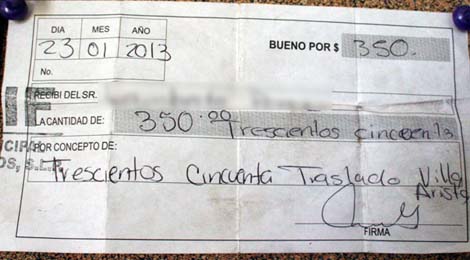 DIA MES AÑO
23 01 2013
BUENO POR $ 350.
No.
RECIBI DEL SR.
LA CANTIDAD DE: 350.00 Trescientos cincuenta
POR CONCEPTO DE:
Trescientos Cincuenta Traslado Villa
Arista
FIRMA